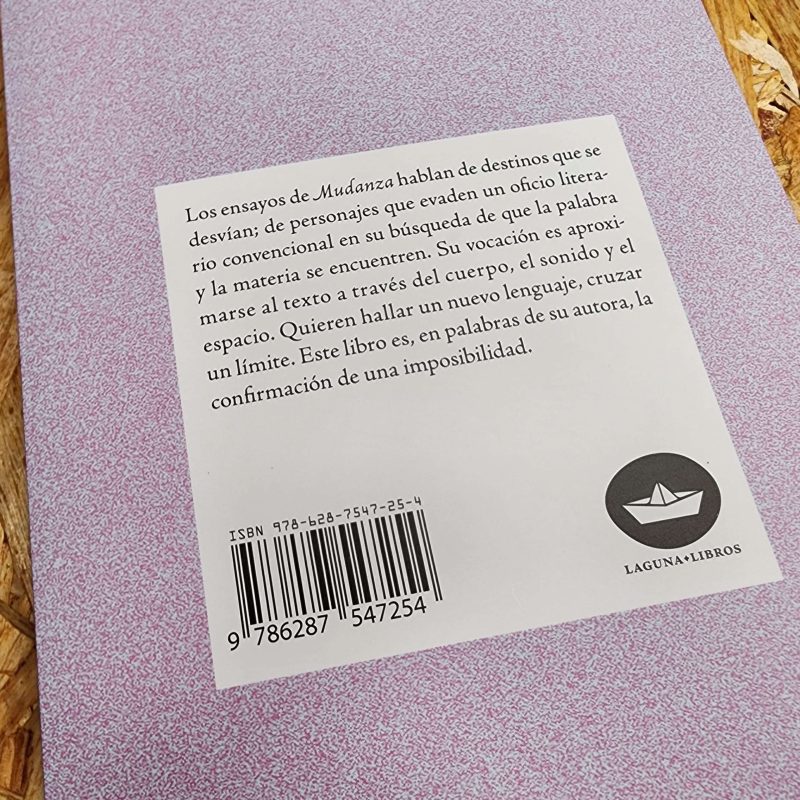 Los ensayos de Mudanza hablan de destinos que se
desvían; de personajes que evaden un oficio litera-
rio convencional en su búsqueda de que la palabra
y la materia se encuentren. Su vocación es aproxi-
marse al texto a través del cuerpo, el sonido y el
espacio. Quieren hallar un nuevo lenguaje, cruzar
un límite. Este libro es, en palabras de su autora, la
confirmación de una imposibilidad.
ISBN 978-628-7547-25-4
9 786287 547254
LAGUNA✦LIBROS